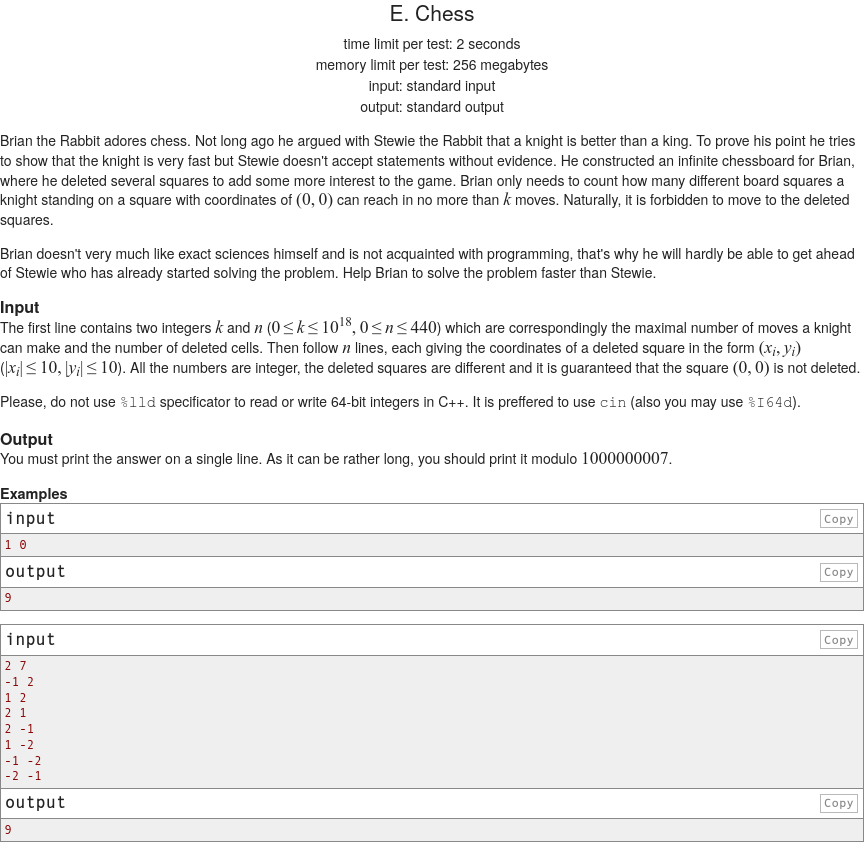 E. Chess
time limit per test: 2 seconds
memory limit per test: 256 megabytes
input: standard input
output: standard output
Brian the Rabbit adores chess. Not long ago he argued with Stewie the Rabbit that a knight is better than a king. To prove his point he tries
to show that the knight is very fast but Stewie doesn't accept statements without evidence. He constructed an infinite chessboard for Brian,
where he deleted several squares to add some more interest to the game. Brian only needs to count how many different board squares a
knight standing on a square with coordinates of (0, 0) can reach in no more than k moves. Naturally, it is forbidden to move to the deleted
squares.
Brian doesn't very much like exact sciences himself and is not acquainted with programming, that's why he will hardly be able to get ahead
of Stewie who has already started solving the problem. Help Brian to solve the problem faster than Stewie.
Input
The first line contains two integers k and n (0 ≤ k ≤ 10^18, 0 ≤ n ≤ 440) which are correspondingly the maximal number of moves a knight
can make and the number of deleted cells. Then follow n lines, each giving the coordinates of a deleted square in the form (x_i, y_i)
(|x_i| ≤ 10, |y_i| ≤ 10). All the numbers are integer, the deleted squares are different and it is guaranteed that the square (0, 0) is not deleted.
Please, do not use %lld specificator to read or write 64-bit integers in C++. It is preffered to use cin (also you may use %I64d).
Output
You must print the answer on a single line. As it can be rather long, you should print it modulo 1000000007.
Examples
input Copy
1 0
output Copy
9
input Copy
2 7
-1 2
1 2
2 1
2 -1
1 -2
-1 -2
-2 -1
output Copy
9